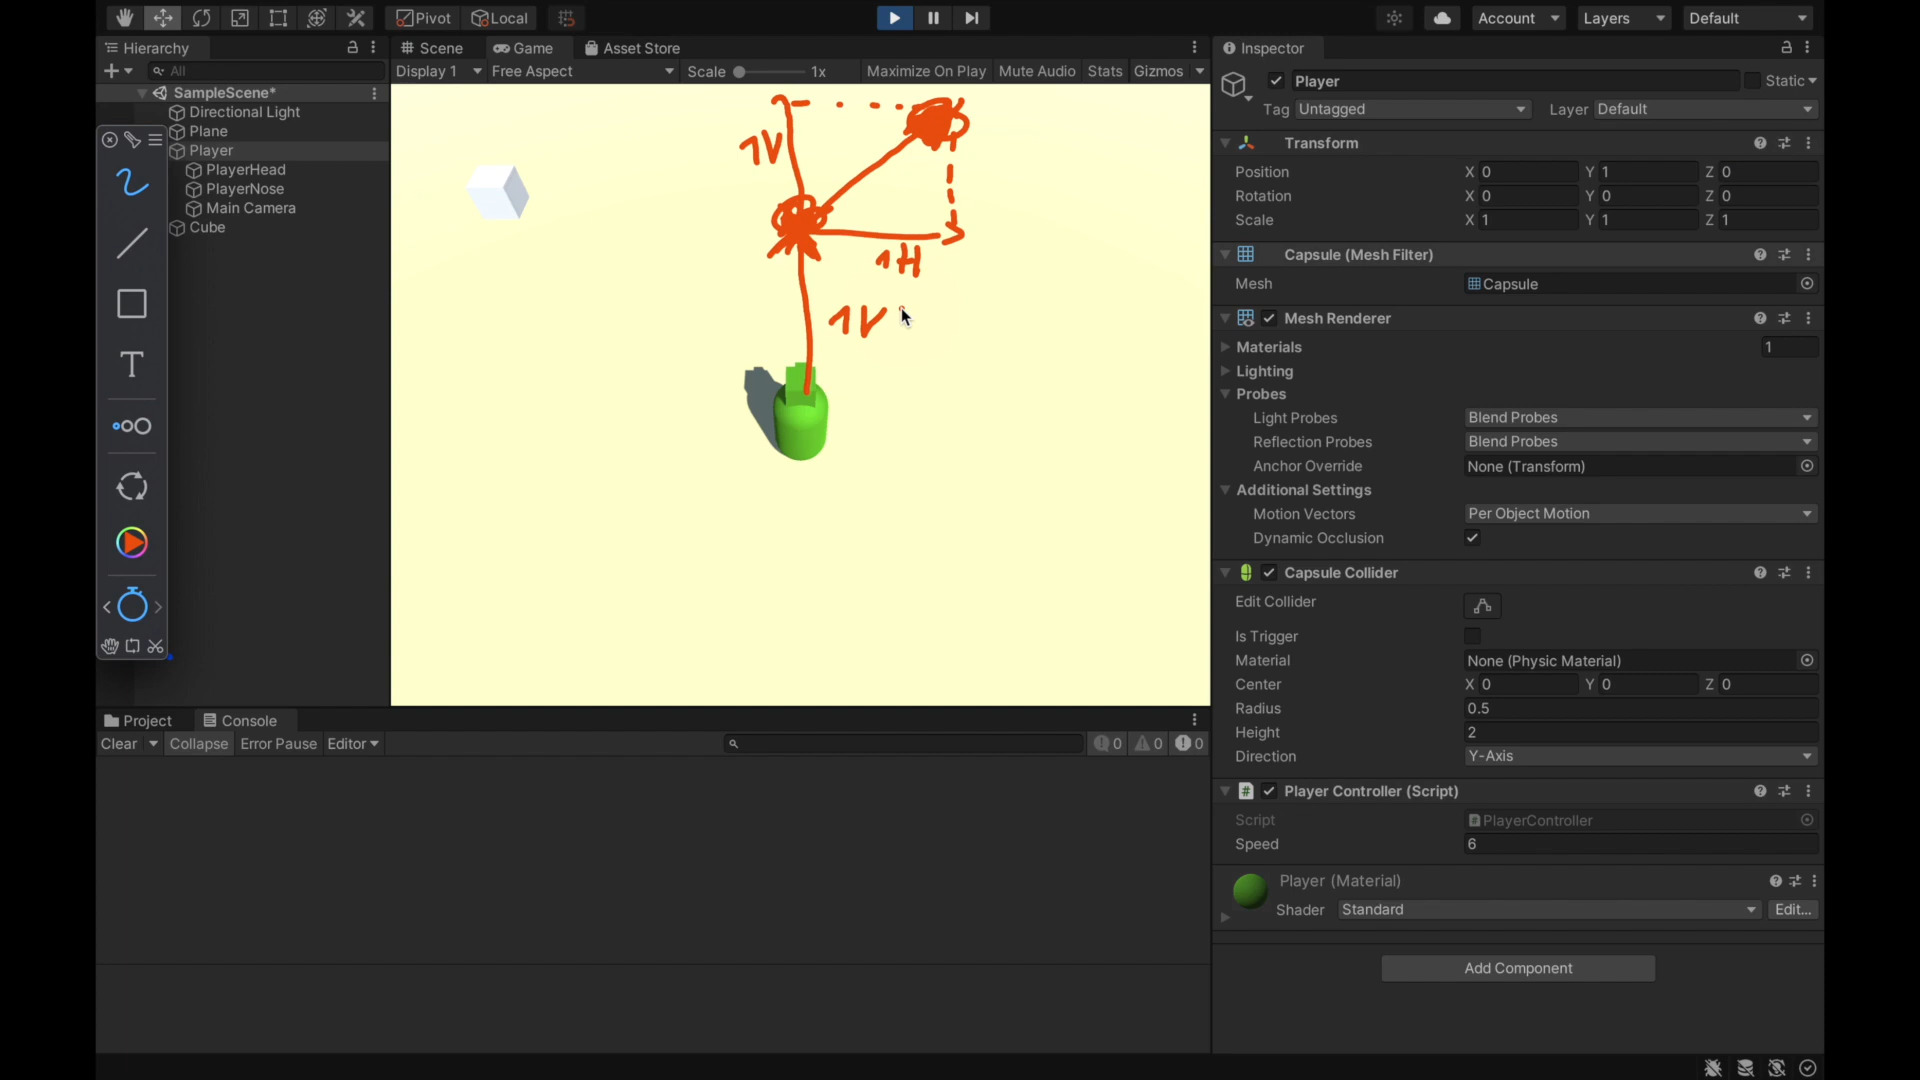 Pivot Local Account Layers Default
Hierarchy
All
SampleScene*
Directional Light
Plane
Player
PlayerHead
PlayerNose
Main Camera
Cube
Scene Game Asset Store
Display 1 Free Aspect Scale 1x Maximize On Play Mute Audio Stats Gizmos
1V
1H
1V
T
Project Console
Clear Collapse Error Pause Editor 0 0 0
Inspector
Player Static
Tag Untagged Layer Default
Transform
Position X 0 Y 1 Z 0
Rotation X 0 Y 0 Z 0
Scale X 1 Y 1 Z 1
Capsule (Mesh Filter)
Mesh Capsule
Mesh Renderer
Materials 1
Lighting
Probes
Light Probes Blend Probes
Reflection Probes Blend Probes
Anchor Override None (Transform)
Additional Settings
Motion Vectors Per Object Motion
Dynamic Occlusion
Capsule Collider
Edit Collider
Is Trigger
Material None (Physic Material)
Center X 0 Y 0 Z 0
Radius 0.5
Height 2
Direction Y-Axis
# Player Controller (Script)
Script PlayerController
Speed 6
Player (Material)
Shader Standard Edit...
Add Component